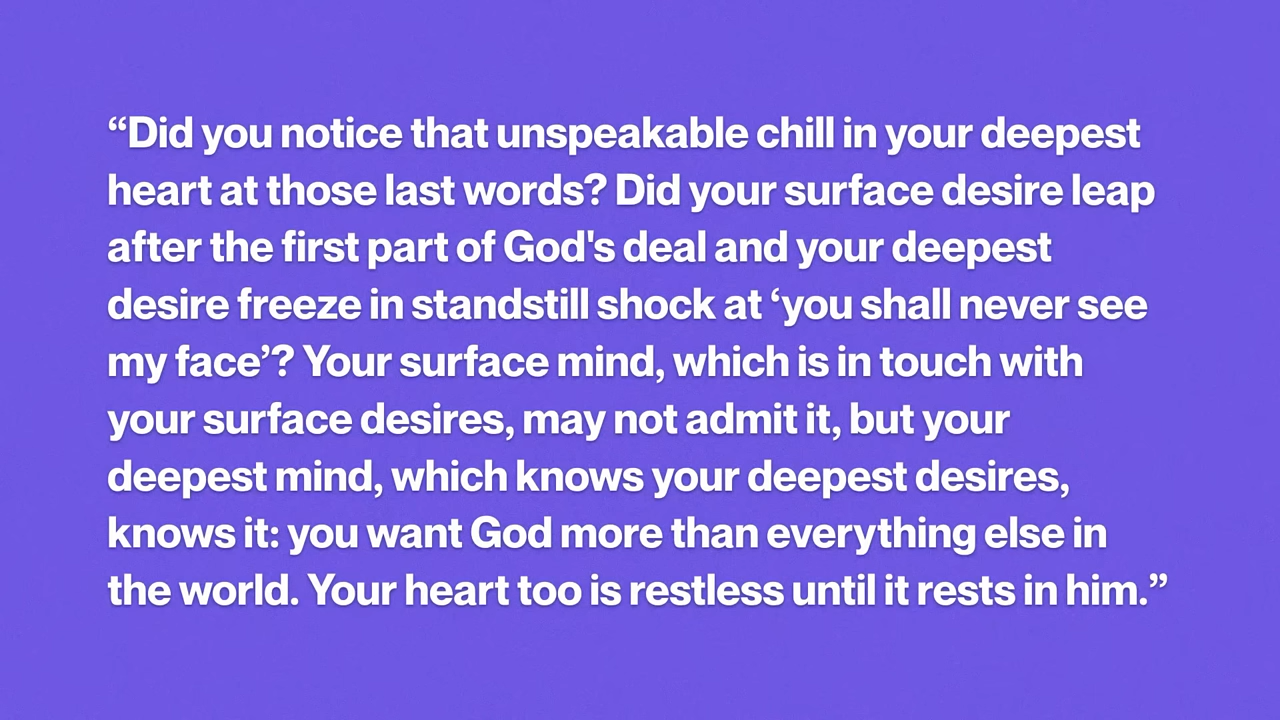 “Did you notice that unspeakable chill in your deepest
heart at those last words? Did your surface desire leap
after the first part of God's deal and your deepest
desire freeze in standstill shock at ‘you shall never see
my face’? Your surface mind, which is in touch with
your surface desires, may not admit it, but your
deepest mind, which knows your deepest desires,
knows it: you want God more than everything else in
the world. Your heart too is restless until it rests in him.”